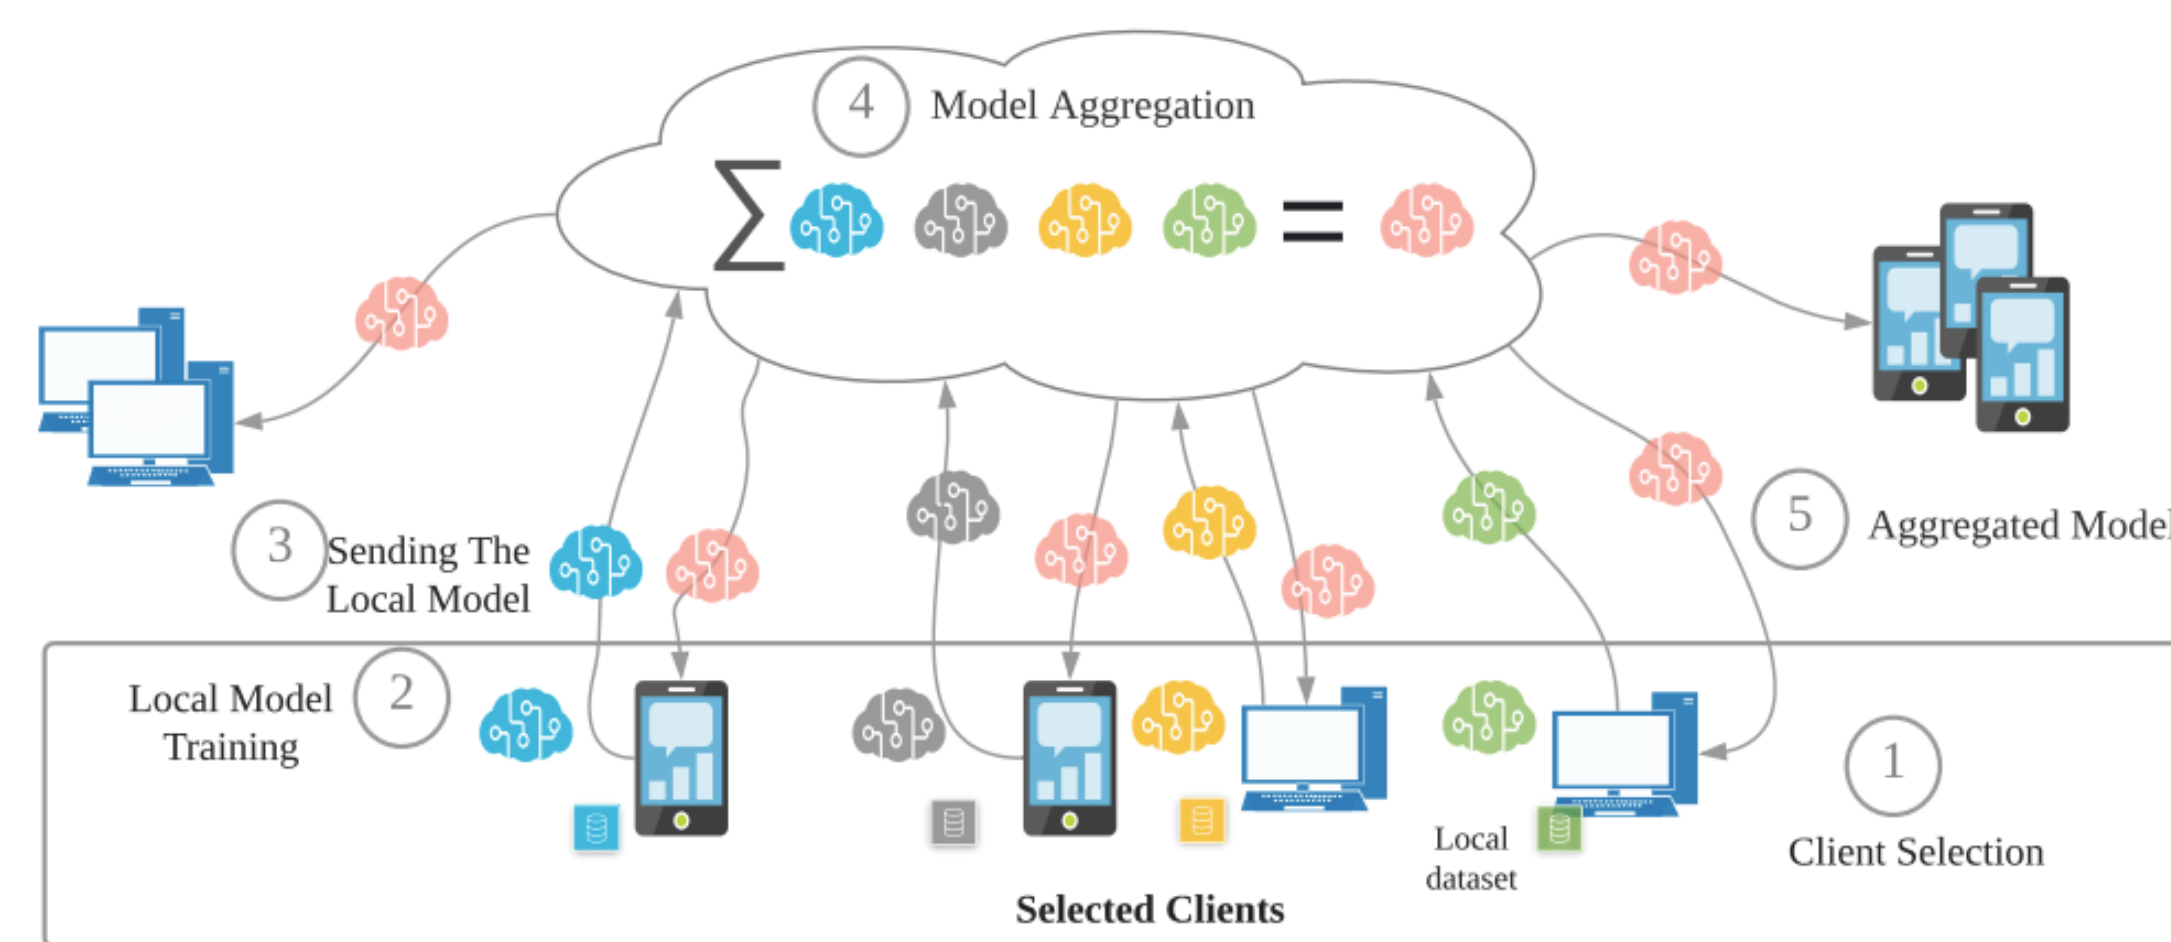 4 Model Aggregation
∑ =
3 Sending The
Local Model
5 Aggregated Model
Local Model 2
Training
1
Client Selection
Local
dataset
Selected Clients